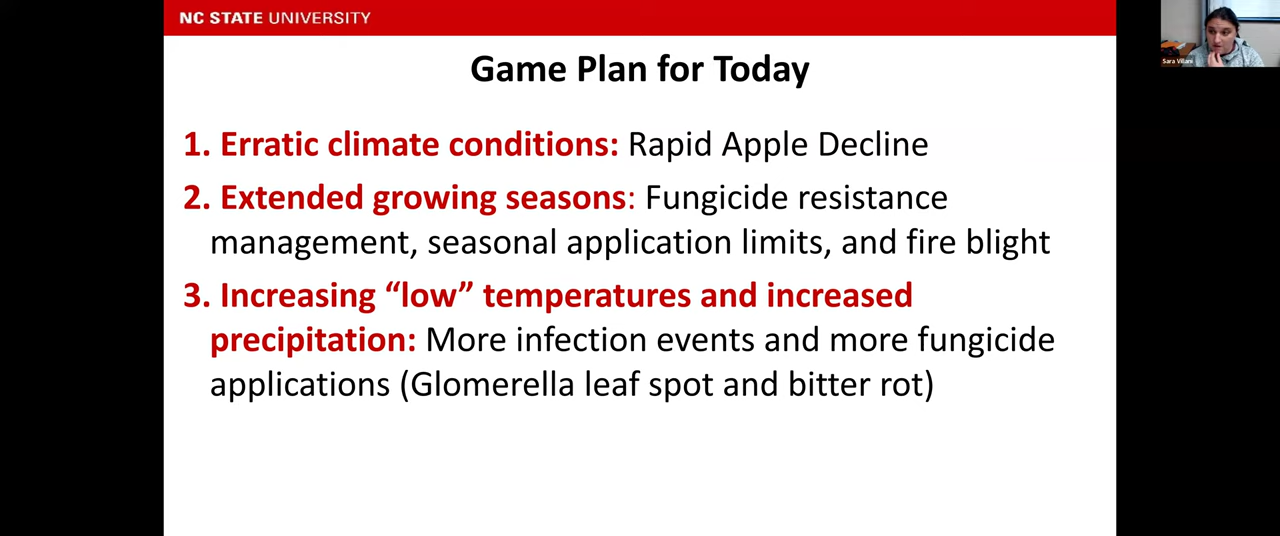 NC STATE UNIVERSITY
Sara Villani
Game Plan for Today
1. Erratic climate conditions: Rapid Apple Decline
2. Extended growing seasons: Fungicide resistance
management, seasonal application limits, and fire blight
3. Increasing “low” temperatures and increased
precipitation: More infection events and more fungicide
applications (Glomerella leaf spot and bitter rot)